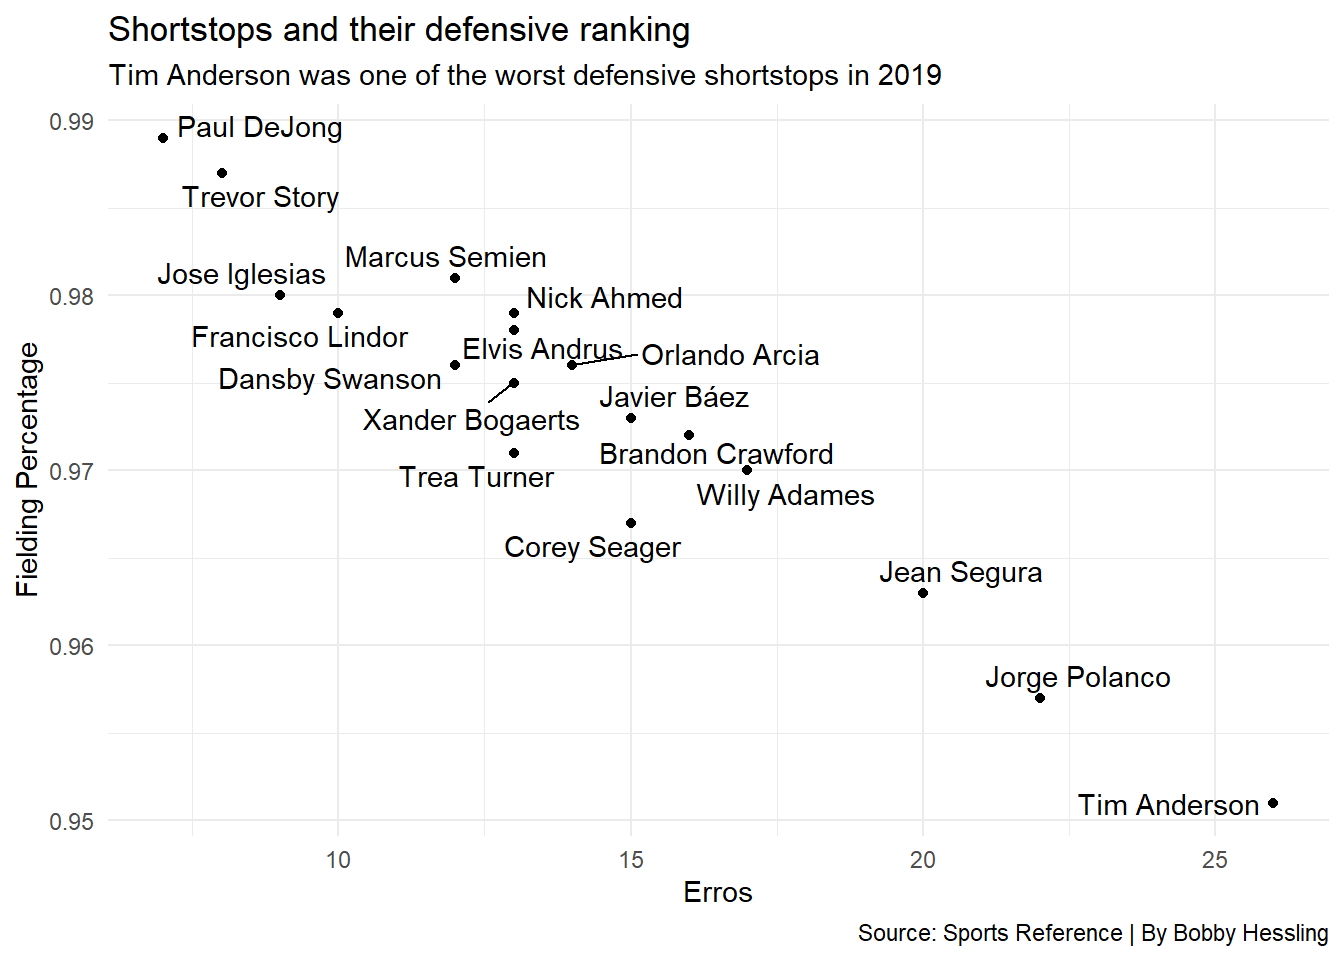 Shortstops and their defensive ranking
Tim Anderson was one of the worst defensive shortstops in 2019
0.99
Paul DeJong
Trevor Story
Marcus Semien
Jose Iglesias
0.98
Nick Ahmed
Francisco Lindor
Elvis Andrus
Orlando Arcia
Dansby Swanson
Javier Báez
Xander Bogaerts
Brandon Crawford
0.97
Trea Turner
Willy Adames
Corey Seager
Jean Segura
0.96
Jorge Polanco
Tim Anderson
0.95
Fielding Percentage
10 15 20 25
Erros
Source: Sports Reference | By Bobby Hessling